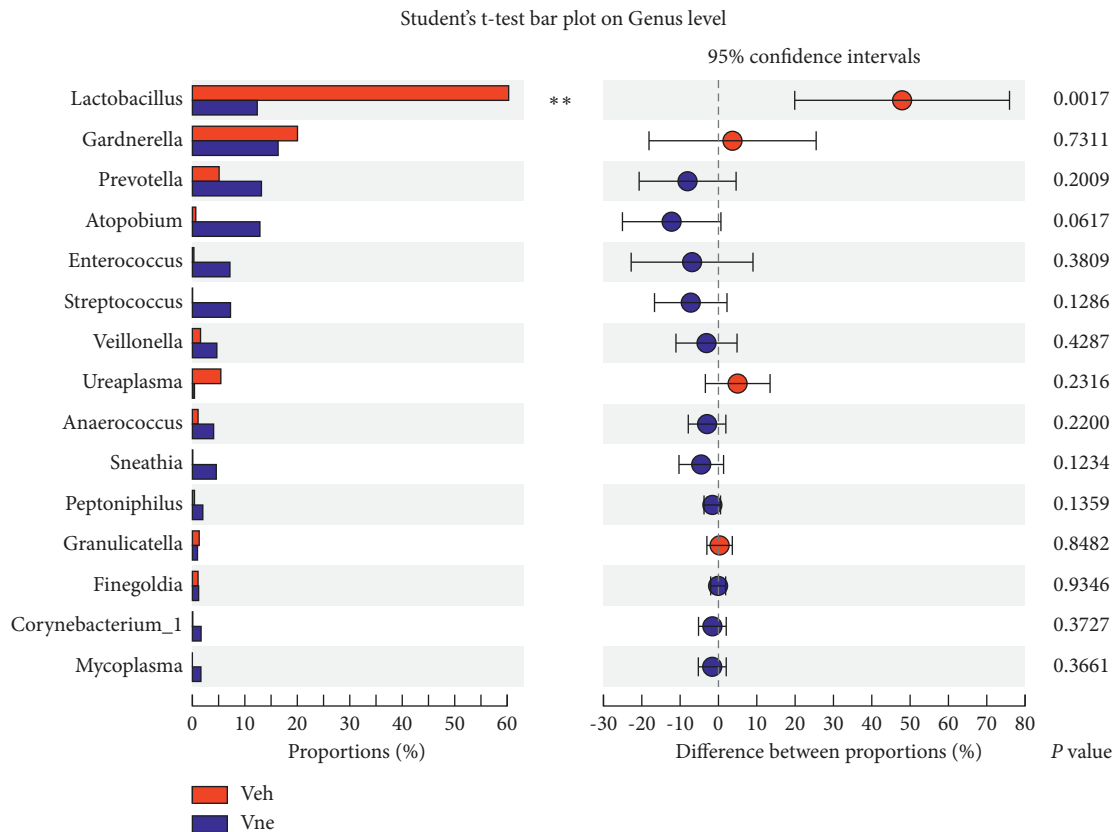 Student's t-test bar plot on Genus level
95% confidence intervals
Lactobacillus ** 0.0017
Gardnerella 0.7311
Prevotella 0.2009
Atopobium 0.0617
Enterococcus 0.3809
Streptococcus 0.1286
Veillonella 0.4287
Ureaplasma 0.2316
Anaerococcus 0.2200
Sneathia 0.1234
Peptoniphilus 0.1359
Granulicatella 0.8482
Finegoldia 0.9346
Corynebacterium_1 0.3727
Mycoplasma 0.3661
0 10 20 30 40 50 60 -30 -20 -10 0 10 20 30 40 50 60 70 80
Proportions (%) Difference between proportions (%) P value
Veh
Vne